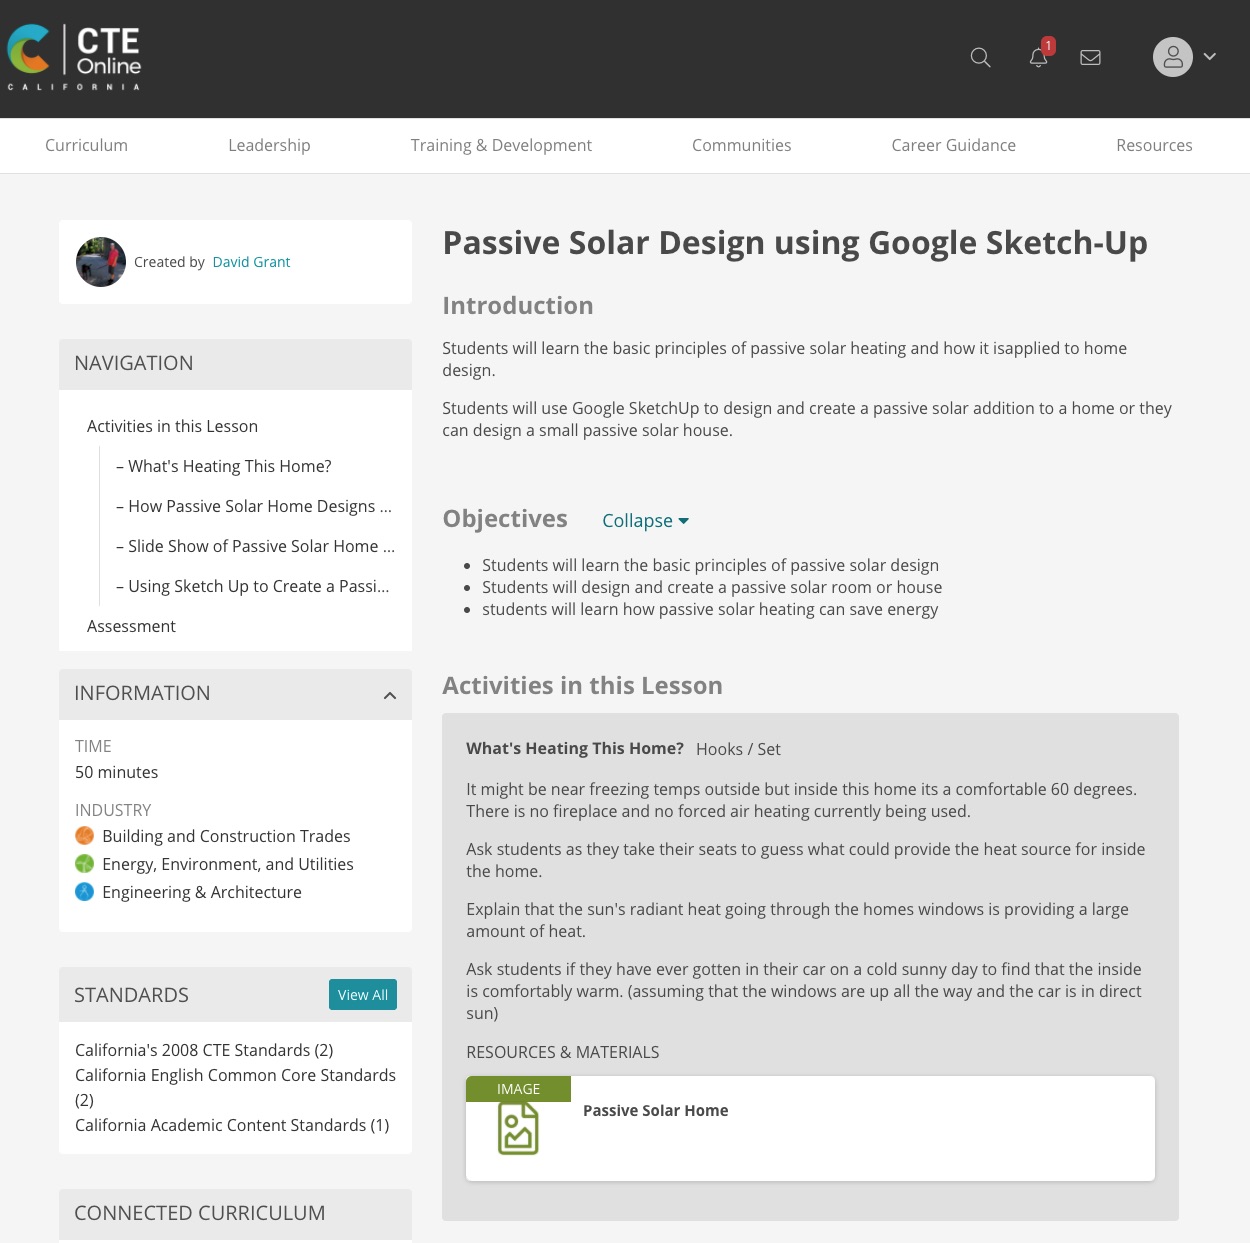 CTE
Online
CALIFORNIA
1
Curriculum
Leadership
Training & Development
Communities
Career Guidance
Resources
Created by David Grant
NAVIGATION
Activities in this Lesson
– What's Heating This Home?
– How Passive Solar Home Designs ...
– Slide Show of Passive Solar Home ...
– Using Sketch Up to Create a Passi...
Assessment
INFORMATION
TIME
50 minutes
INDUSTRY
Building and Construction Trades
Energy, Environment, and Utilities
Engineering & Architecture
STANDARDS
View All
California's 2008 CTE Standards (2)
California English Common Core Standards
(2)
California Academic Content Standards (1)
CONNECTED CURRICULUM
Passive Solar Design using Google Sketch-Up
Introduction
Students will learn the basic principles of passive solar heating and how it isapplied to home
design.
Students will use Google SketchUp to design and create a passive solar addition to a home or they
can design a small passive solar house.
Objectives
Collapse
• Students will learn the basic principles of passive solar design
• Students will design and create a passive solar room or house
• students will learn how passive solar heating can save energy
Activities in this Lesson
What's Heating This Home? Hooks / Set
It might be near freezing temps outside but inside this home its a comfortable 60 degrees.
There is no fireplace and no forced air heating currently being used.
Ask students as they take their seats to guess what could provide the heat source for inside
the home.
Explain that the sun's radiant heat going through the homes windows is providing a large
amount of heat.
Ask students if they have ever gotten in their car on a cold sunny day to find that the inside
is comfortably warm. (assuming that the windows are up all the way and the car is in direct
sun)
RESOURCES & MATERIALS
IMAGE
Passive Solar Home